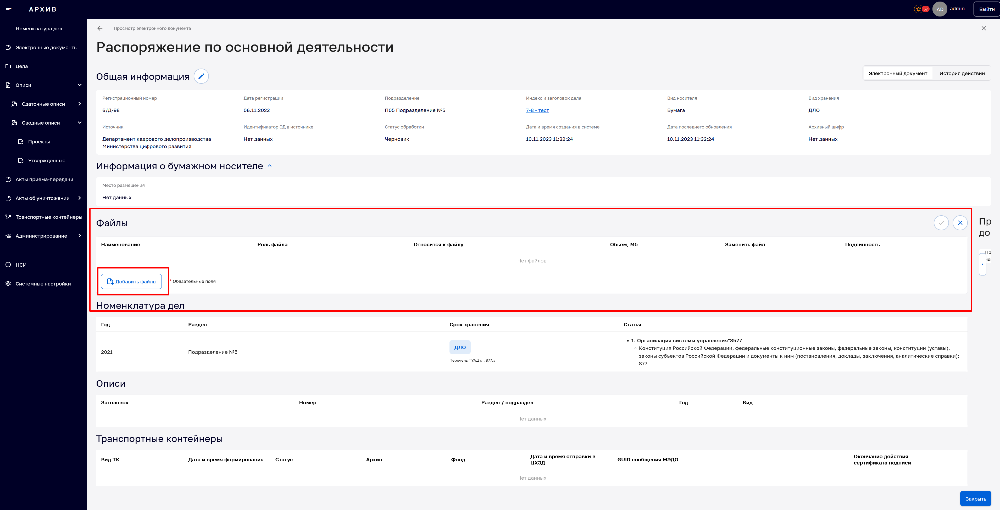 АРХИВ
57
AD
admin
Выйти
Номенклатура дел
Электронные документы
Дела
Описи
Сдаточные описи
Сводные описи
Проекты
Утвержденные
Акты приема-передачи
Акты об уничтожении
Транспортные контейнеры
Администрирование
НСИ
Системные настройки
Просмотр электронного документа
Распоряжение по основной деятельности
Общая информация
Электронный документ
История действий
Регистрационный номер
6/Д-98
Дата регистрации
06.11.2023
Подразделение
П05 Подразделение №5
Индекс и заголовок дела
7-8 - тест
Вид носителя
Бумага
Вид хранения
ДЛО
Источник
Департамент кадрового делопроизводства
Министерства цифрового развития
Идентификатор ЭД в источнике
Нет данных
Статус обработки
Черновик
Дата и время создания в системе
10.11.2023 11:32:24
Дата последнего обновления
10.11.2023 11:32:24
Архивный шифр
Нет данных
Информация о бумажном носителе
Место размещения
Нет данных
Файлы
Наименование
Роль файла
Относится к файлу
Обьем, Мб
Заменить файл
Подлинность
Нет файлов
Добавить файлы
* Обязательные поля
Пр
до
Пр
Номенклатура дел
Год
Раздел
Срок хранения
Статья
2021
Подразделение №5
ДЛО
Перечень ТУАД ст. 877.а
1. Организация системы управления"8577
Конституция Российской Федерации, федеральные конституционные законы, федеральные законы, конституции (уставы),
законы субъектов Российской Федерации и документы к ним (постановления, доклады, заключения, аналитические справки):
877
Описи
Заголовок
Номер
Раздел / подраздел
Год
Вид
Нет данных
Транспортные контейнеры
Вид ТК
Дата и время формирования
Статус
Архив
Фонд
Дата и время отправки в
ЦХЭД
GUID сообщения МЭДО
Окончание действия
сертификата подписи
Нет данных
Закрыть